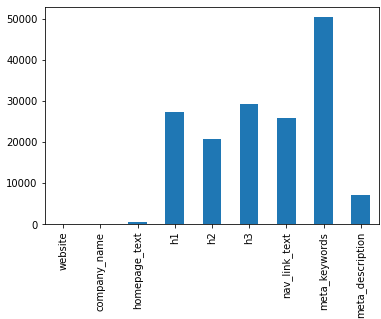 50000
40000
30000
20000
10000
0
website
company_name
homepage_text
h1
h2
h3
nav_link_text
meta_keywords
meta_description